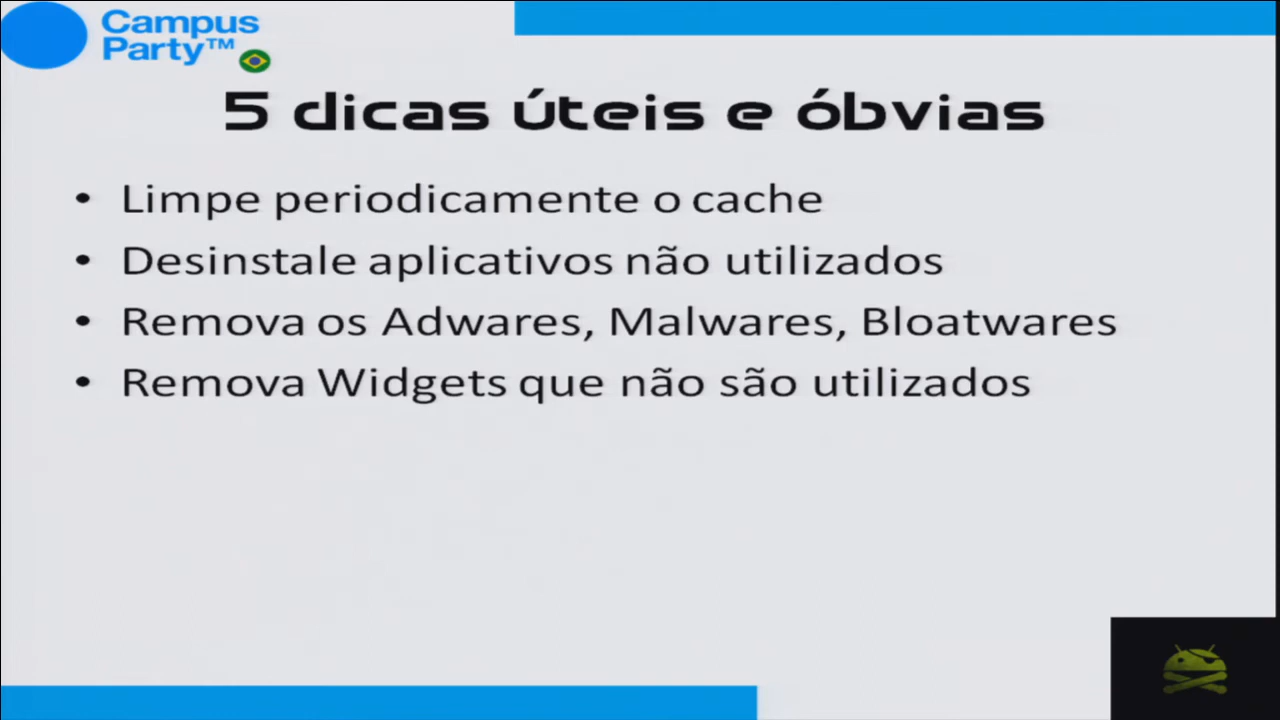 Campus
Party™
5 dicas úteis e óbvias
• Limpe periodicamente o cache
• Desinstale aplicativos não utilizados
• Remova os Adwares, Malwares, Bloatwares
• Remova Widgets que não são utilizados